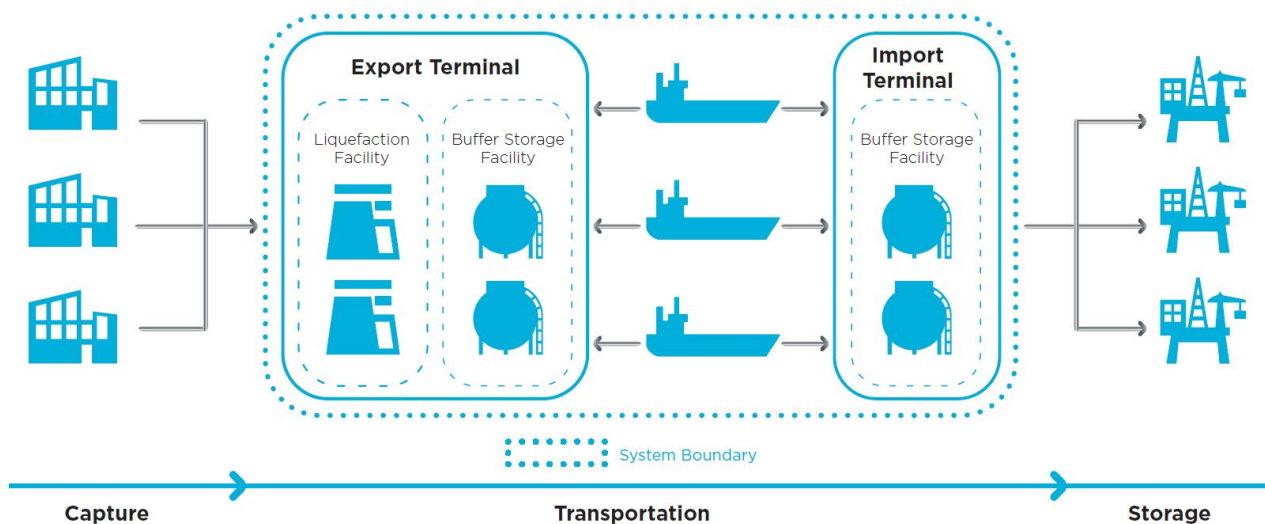 Export Terminal
Import
Terminal
Liquefaction
Facility
Buffer Storage
Facility
Buffer Storage
Facility
System Boundary
Capture
Transportation
Storage